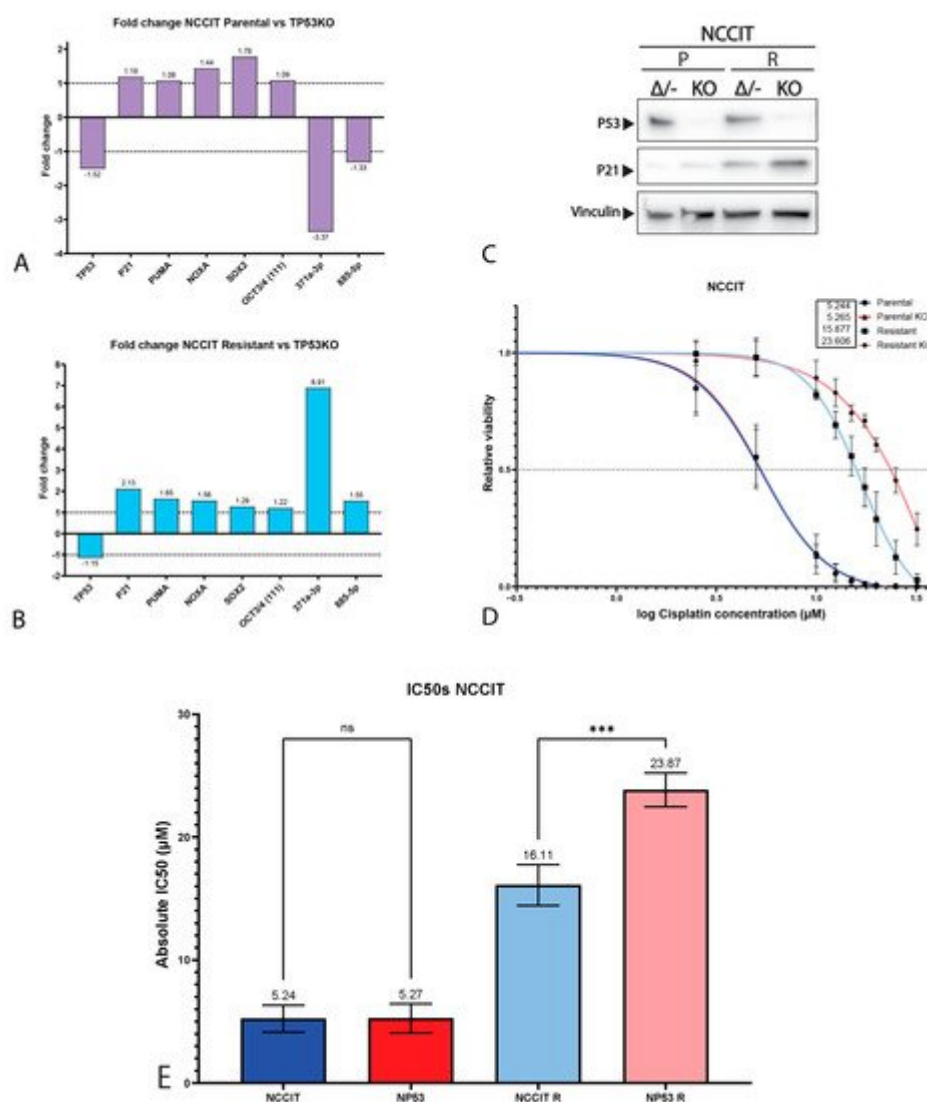 Fold change NCCIT Parental vs TP53KO
Fold change
2
1
0
-1
-2
-3
-4
-1.52
1.19
1.08
1.44
1.78
1.09
-3.37
-1.33
TP53
P21
PUMA
NOXA
SOX2
OCT3/4 (111)
371a-3p
885-5p
A
Fold change NCCIT Resistant vs TP53KO
Fold change
8
7
6
5
4
3
2
1
0
-1
-2
-1.15
2.15
1.65
1.56
1.29
1.22
6.91
1.55
TP53
P21
PUMA
NOXA
SOX2
OCT3/4 (111)
371a-3p
885-5p
B
NCCIT
P R
Δ/- KO Δ/- KO
P53
P21
Vinculin
C
NCCIT
5.244 Parental
5.265 Parental KO
15.877 Resistant
23.606 Resistant KO
Relative viability
1.0
0.5
0.0
-0.5 0.0 0.5 1.0 1.5
log Cisplatin concentration (μM)
D
IC50s NCCIT
Absolute IC50 (μM)
30
20
10
0
ns
***
5.24
5.27
16.11
23.87
NCCIT
NP53
NCCIT R
NP53 R
E